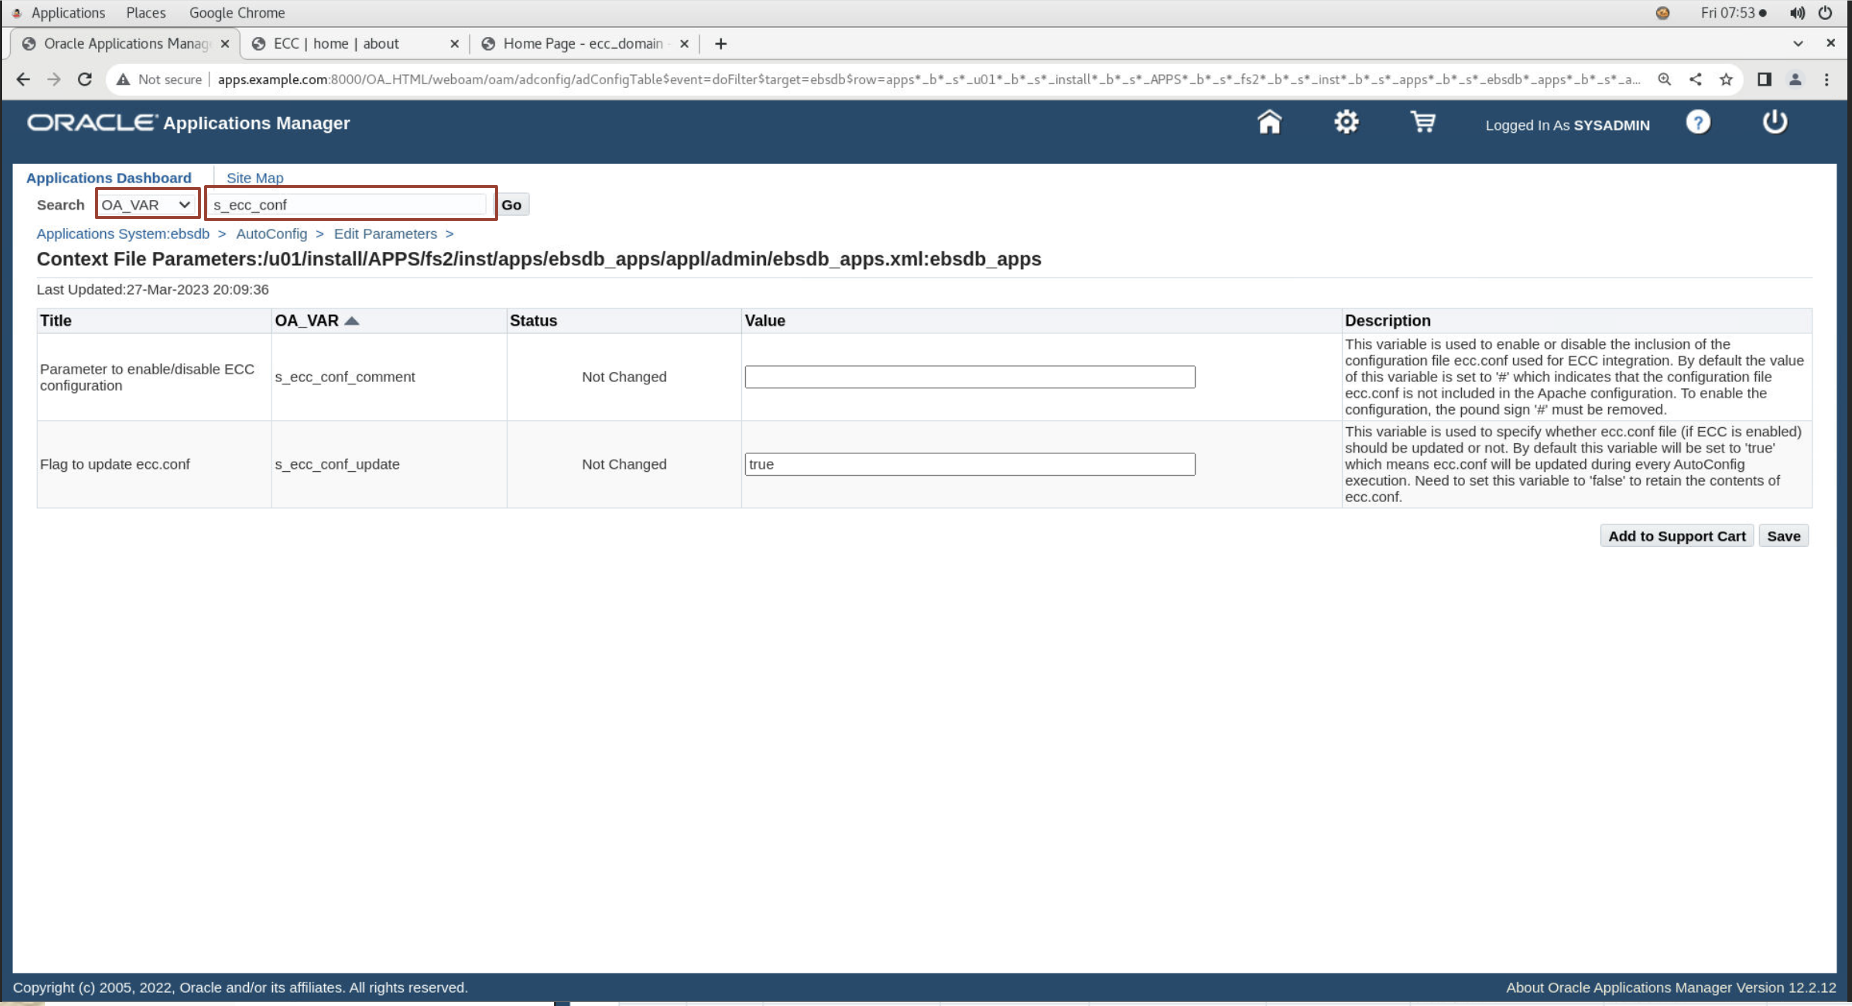 Applications Places Google Chrome Fri 07:53
Oracle Applications Manag ECC | home | about Home Page - ecc_domain
Not secure apps.example.com:8000/OA_HTML/weboam/oam/adconfig/adConfigTable$event=doFilter$target=ebsdb$row=apps*_b*_s*_u01*_b*_s*_install*_b*_s*_APPS*_b*_s*_fs2*_b*_s*_inst*_b*_s*_apps*_b*_s*_ebsdb*_apps*_b*_s*_a...
ORACLE Applications Manager Logged In As SYSADMIN ?
Applications Dashboard Site Map
Search OA_VAR s_ecc_conf Go
Applications System:ebsdb > AutoConfig > Edit Parameters >
Context File Parameters:/u01/install/APPS/fs2/inst/apps/ebsdb_apps/appl/admin/ebsdb_apps.xml:ebsdb_apps
Last Updated:27-Mar-2023 20:09:36
Title OA_VAR Status Value Description
Parameter to enable/disable ECC
configuration
s_ecc_conf_comment Not Changed
This variable is used to enable or disable the inclusion of the
configuration file ecc.conf used for ECC integration. By default the value
of this variable is set to '#' which indicates that the configuration file
ecc.conf is not included in the Apache configuration. To enable the
configuration, the pound sign '#' must be removed.
Flag to update ecc.conf s_ecc_conf_update Not Changed true
This variable is used to specify whether ecc.conf file (if ECC is enabled)
should be updated or not. By default this variable will be set to 'true'
which means ecc.conf will be updated during every AutoConfig
execution. Need to set this variable to 'false' to retain the contents of
ecc.conf.
Add to Support Cart Save
Copyright (c) 2005, 2022, Oracle and/or its affiliates. All rights reserved. About Oracle Applications Manager Version 12.2.12